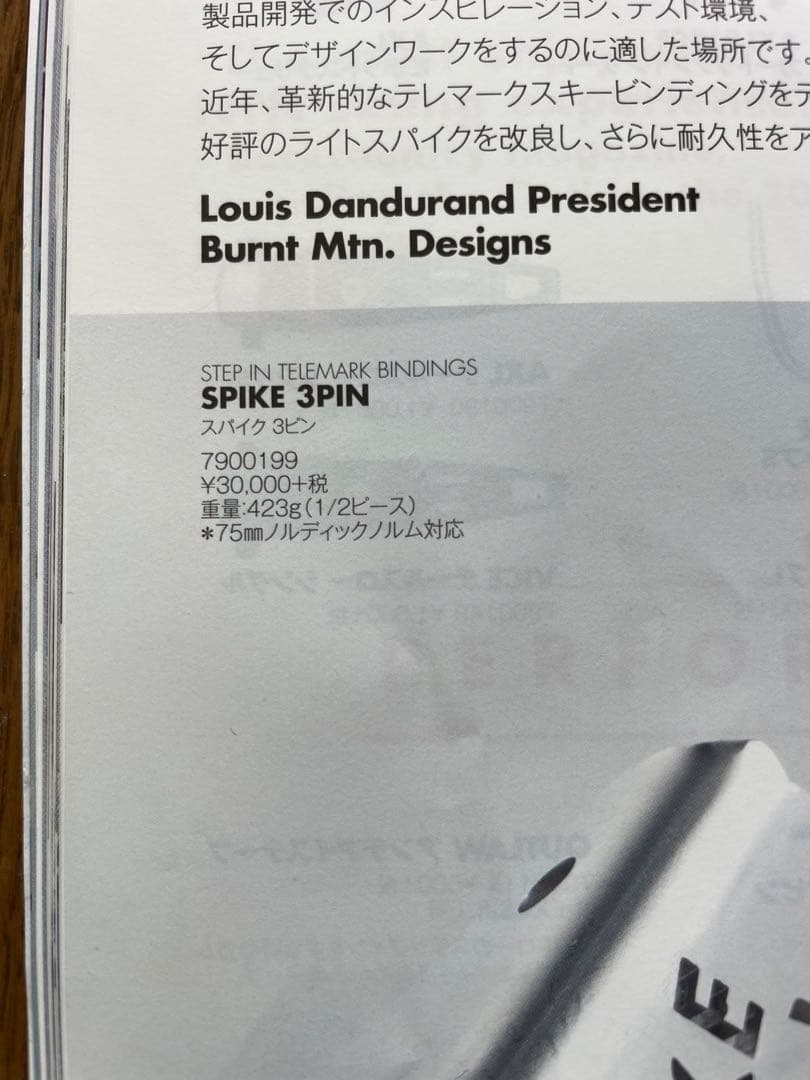 製品開発でのインスピレーション、テスト環境、
そしてデザインワークをするのに適した場所です。
近年、革新的なテレマークスキービンディングをデ
好評のライトスパイクを改良し、さらに耐久性をア
Louis Dandurand President
Burnt Mtn. Designs
STEP IN TELEMARK BINDINGS
SPIKE 3PIN
スパイク 3ピン
7900199
¥30,000+税
重量:423g(1/2ピース)
*75㎜ノルディックノルム対応
KE